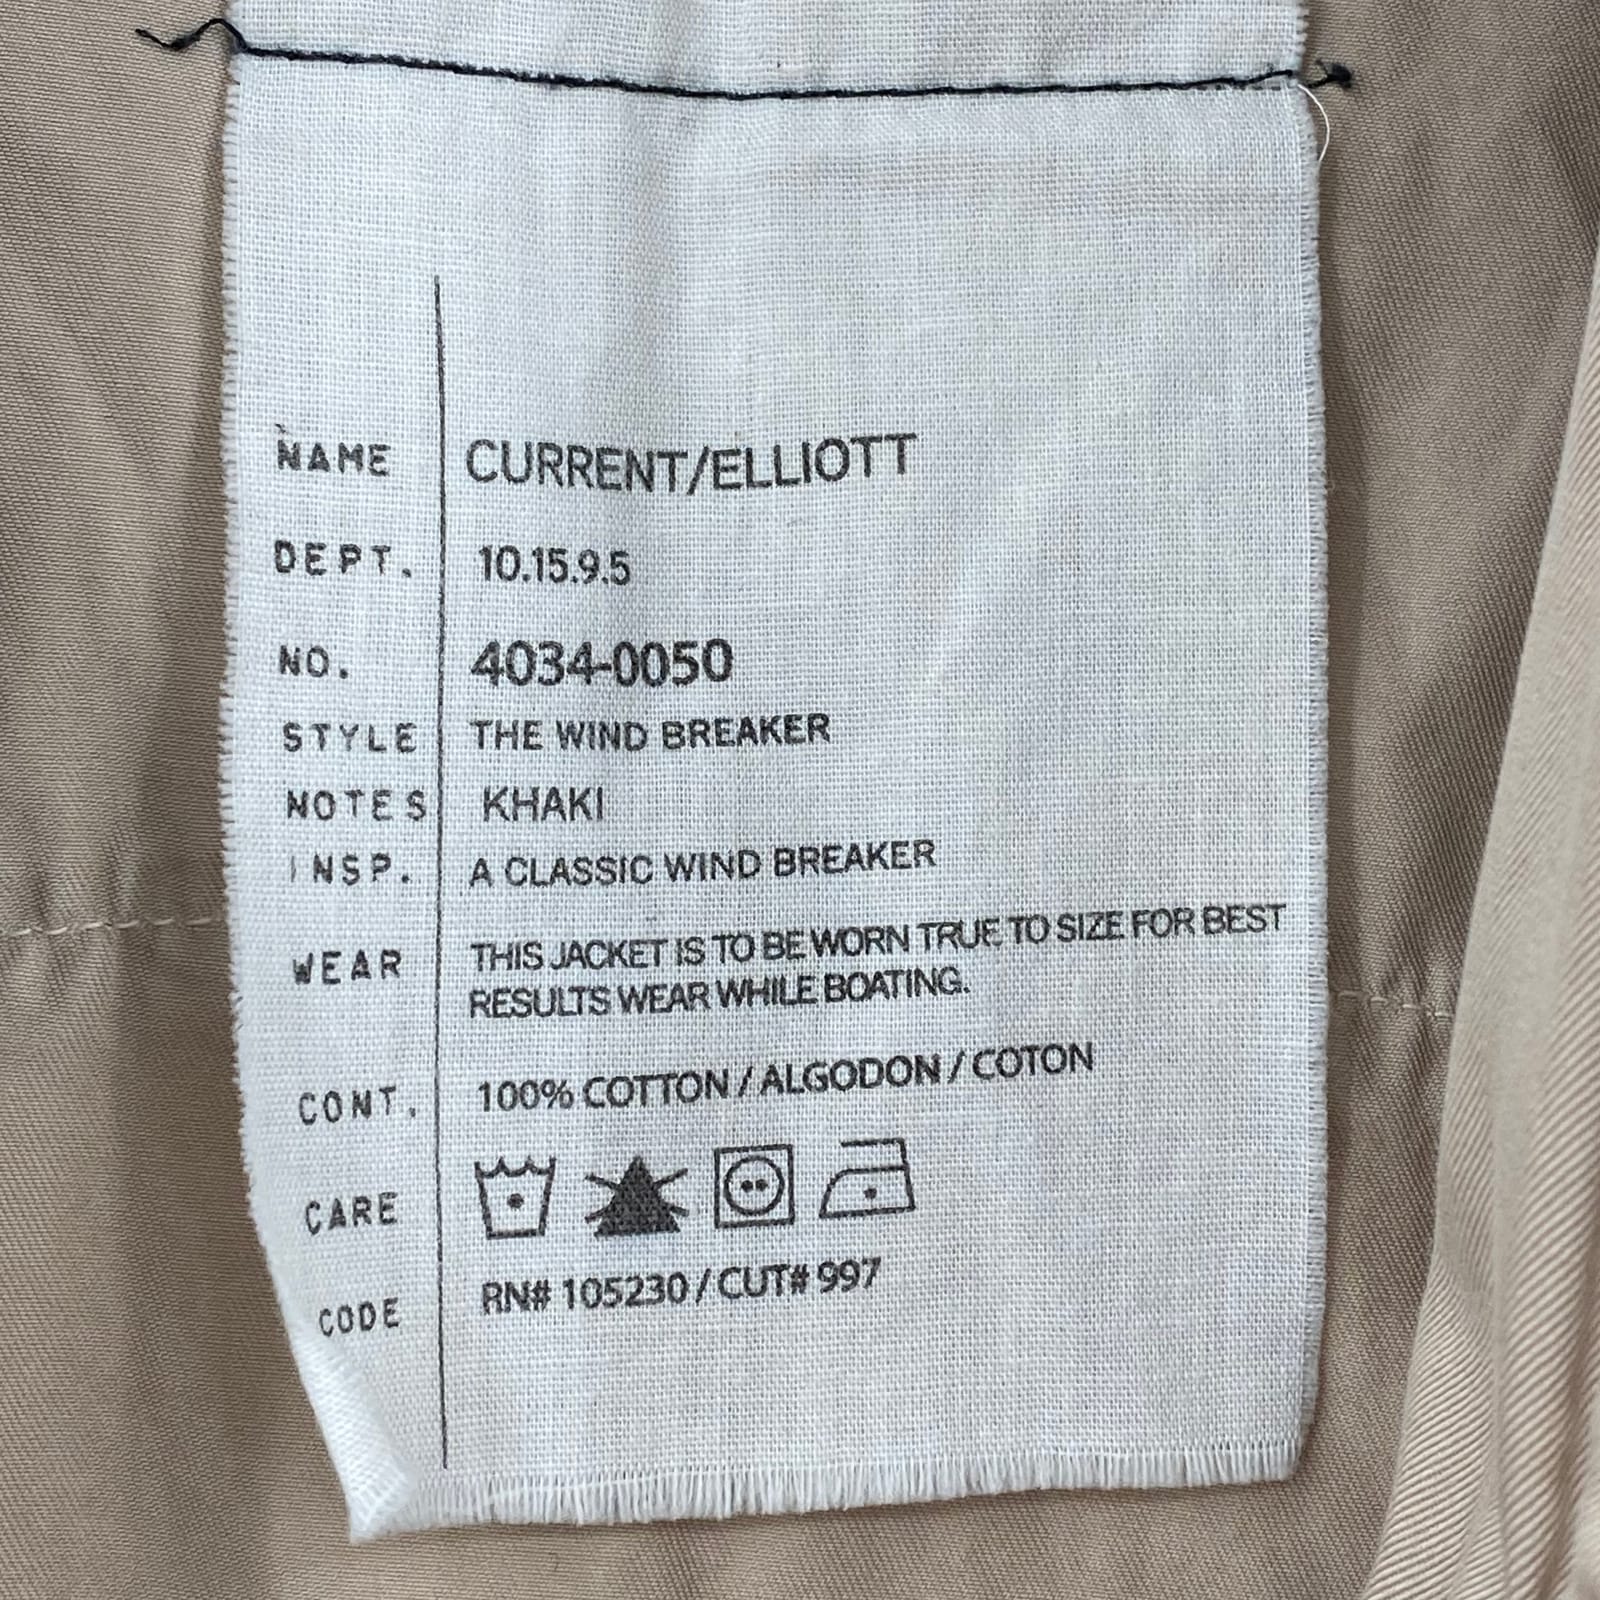 NAME CURRENT/ELLIOTT
DEPT. 10.15.9.5
NO. 4034-0050
STYLE THE WIND BREAKER
NOTES KHAKI
INSP. A CLASSIC WIND BREAKER
WEAR THIS JACKET IS TO BE WORN TRUE TO SIZE FOR BEST
RESULTS WEAR WHILE BOATING.
CONT. 100% COTTON / ALGODON / COTON
CARE
CODE RN# 105230 / CUT# 997